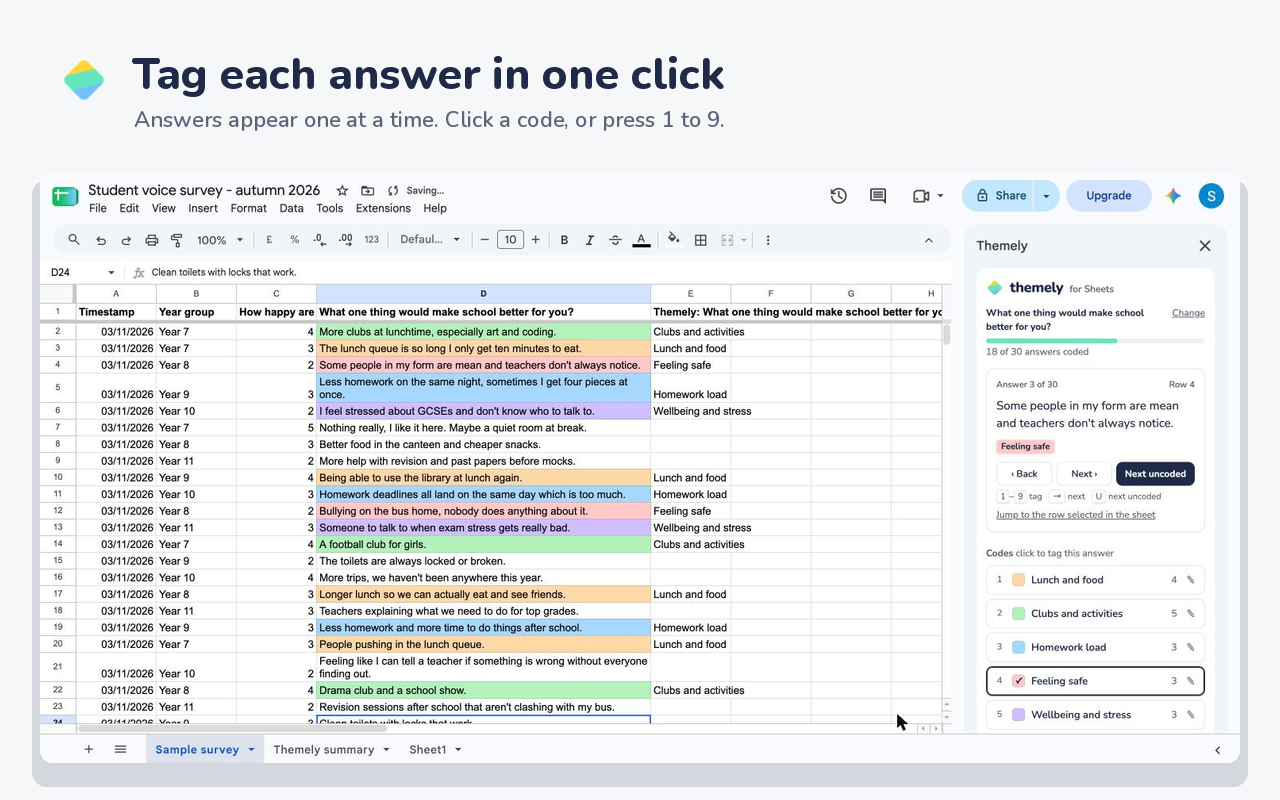 Tag each answer in one click
Answers appear one at a time. Click a code, or press 1 to 9.
Student voice survey - autumn 2026 Saving...
S
Share
Upgrade
File Edit View Insert Format Data Tools Extensions Help
100% £ % .0 .00 123 Defaul... 10 B I A
D24 fx Clean toilets with locks that work.
A B C D E F G H
1 Timestamp Year group How happy are What one thing would make school better for you? Themely: What one thing would make school better for yo
2 03/11/2026 Year 7 4 More clubs at lunchtime, especially art and coding. Clubs and activities
3 03/11/2026 Year 7 3 The lunch queue is so long I only get ten minutes to eat. Lunch and food
4 03/11/2026 Year 8 2 Some people in my form are mean and teachers don't always notice. Feeling safe
Less homework on the same night, sometimes I get four pieces at
5 03/11/2026 Year 9 3 once. Homework load
6 03/11/2026 Year 10 2 I feel stressed about GCSEs and don't know who to talk to. Wellbeing and stress
7 03/11/2026 Year 7 5 Nothing really, I like it here. Maybe a quiet room at break.
8 03/11/2026 Year 8 3 Better food in the canteen and cheaper snacks.
9 03/11/2026 Year 11 2 More help with revision and past papers before mocks.
10 03/11/2026 Year 9 4 Being able to use the library at lunch again. Lunch and food
11 03/11/2026 Year 10 3 Homework deadlines all land on the same day which is too much. Homework load
12 03/11/2026 Year 8 2 Bullying on the bus home, nobody does anything about it. Feeling safe
13 03/11/2026 Year 11 3 Someone to talk to when exam stress gets really bad. Wellbeing and stress
14 03/11/2026 Year 7 4 A football club for girls. Clubs and activities
15 03/11/2026 Year 9 2 The toilets are always locked or broken.
16 03/11/2026 Year 10 4 More trips, we haven't been anywhere this year.
17 03/11/2026 Year 8 3 Longer lunch so we can actually eat and see friends. Lunch and food
18 03/11/2026 Year 11 3 Teachers explaining what we need to do for top grades.
19 03/11/2026 Year 9 3 Less homework and more time to do things after school. Homework load
20 03/11/2026 Year 7 3 People pushing in the lunch queue. Lunch and food
Feeling like I can tell a teacher if something is wrong without everyone
21 03/11/2026 Year 10 2 finding out.
22 03/11/2026 Year 8 4 Drama club and a school show. Clubs and activities
23 03/11/2026 Year 11 2 Revision sessions after school that aren't clashing with my bus.
24 03/11/2026 Year 9 3 Clean toilets with locks that work.
Sample survey Themely summary Sheet1
Themely
themely for Sheets
What one thing would make school better for you? Change
18 of 30 answers coded
Answer 3 of 30 Row 4
Some people in my form are mean
and teachers don't always notice.
Feeling safe
‹ Back Next › Next uncoded
1 – 9 tag → next U next uncoded
Jump to the row selected in the sheet
Codes click to tag this answer
1 Lunch and food 4
2 Clubs and activities 5
3 Homework load 3
4 Feeling safe 3
5 Wellbeing and stress 3